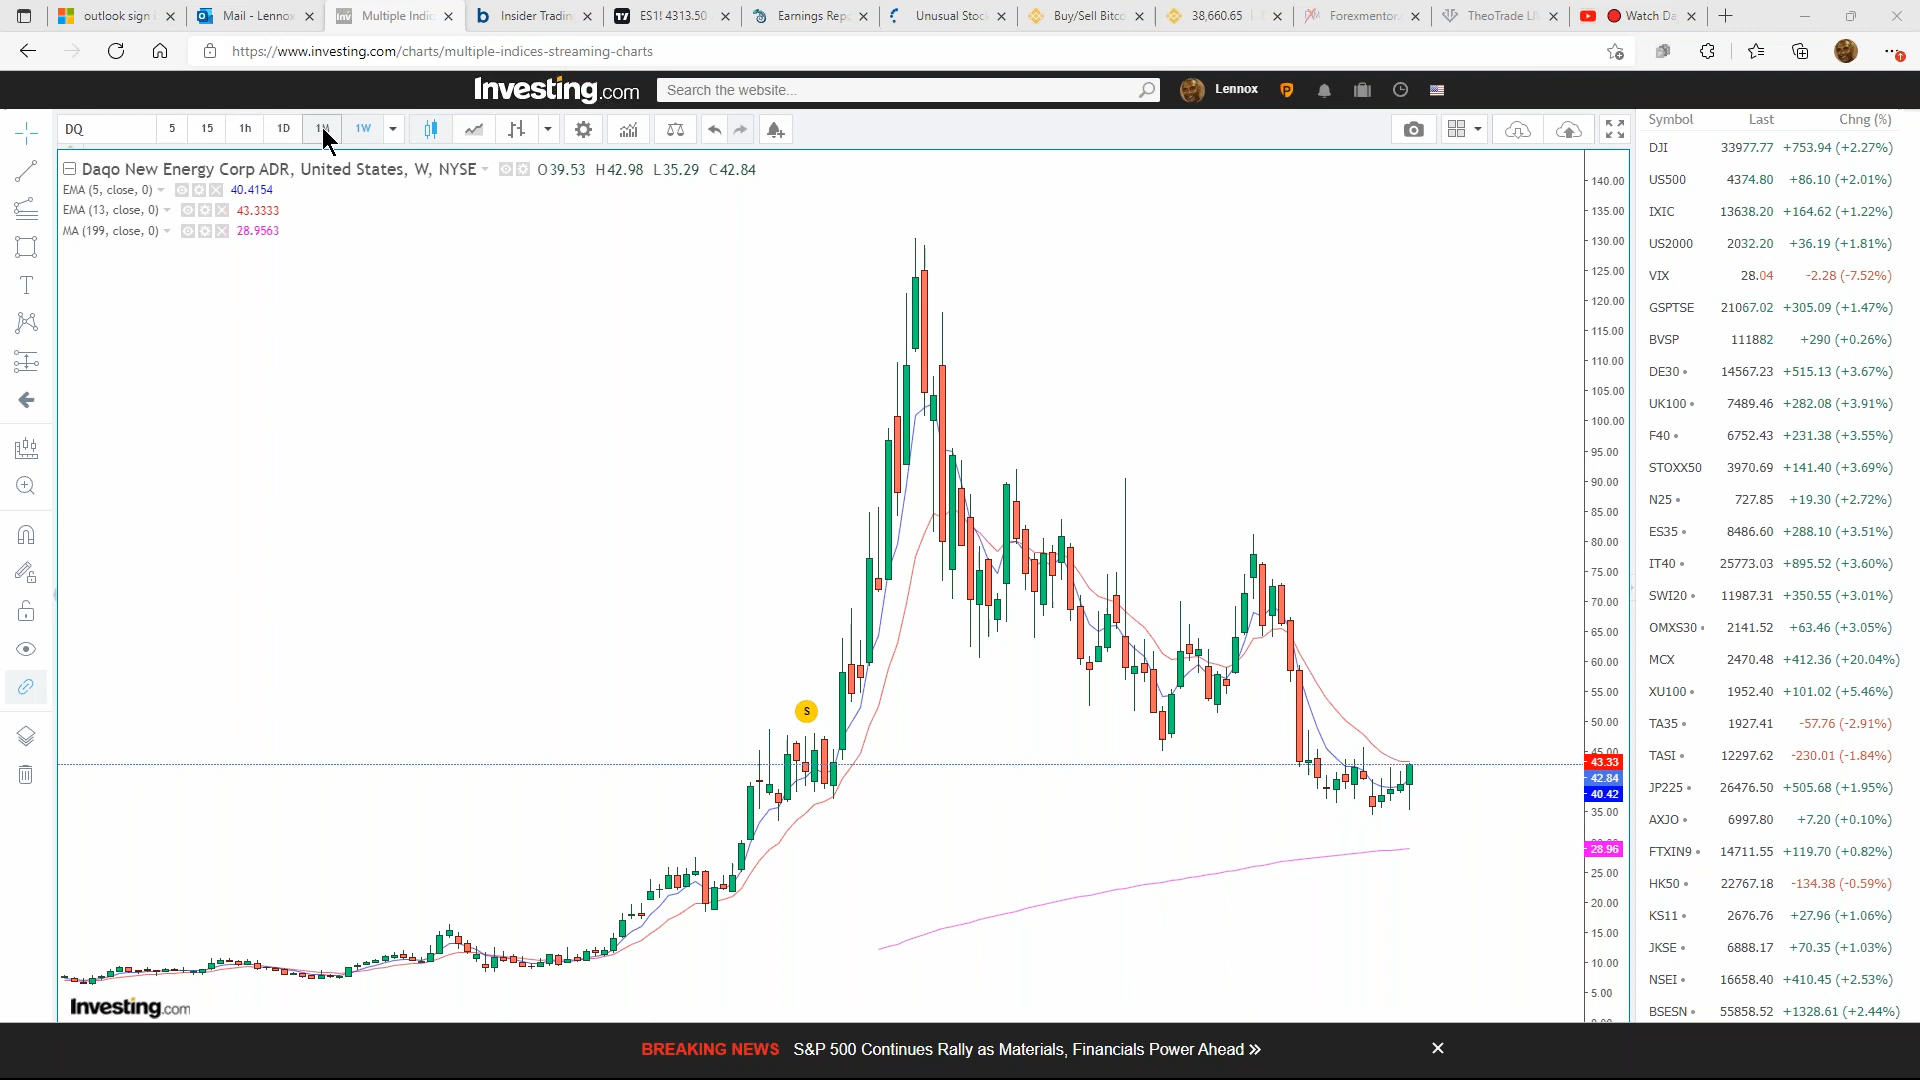 outlook sign i
Mail - Lennox
Multiple Indic
Insider Tradin
ES1! 4313.50
Earnings Repo
Unusual Stock
Buy/Sell Bitco
38,660.65
Forexmentor.
TheoTrade LI
Watch Da
https://www.investing.com/charts/multiple-indices-streaming-charts
Investing.com
Search the website...
Lennox
DQ
5
15
1h
1D
1M
1W
Daqo New Energy Corp ADR, United States, W, NYSE
O39.53 H42.98 L35.29 C42.84
EMA (5, close, 0)
40.4154
EMA (13, close, 0)
43.3333
MA (199, close, 0)
28.9563
S
140.00
135.00
130.00
125.00
120.00
115.00
110.00
105.00
100.00
95.00
90.00
85.00
80.00
75.00
70.00
65.00
60.00
55.00
50.00
45.00
43.33
42.84
40.42
35.00
28.96
25.00
20.00
15.00
10.00
5.00
Investing.com
Symbol Last Chng (%)
DJI 33977.77 +753.94 (+2.27%)
US500 4374.80 +86.10 (+2.01%)
IXIC 13638.20 +164.62 (+1.22%)
US2000 2032.20 +36.19 (+1.81%)
VIX 28.04 -2.28 (-7.52%)
GSPTSE 21067.02 +305.09 (+1.47%)
BVSP 111882 +290 (+0.26%)
DE30 14567.23 +515.13 (+3.67%)
UK100 7489.46 +282.08 (+3.91%)
F40 6752.43 +231.38 (+3.55%)
STOXX50 3970.69 +141.40 (+3.69%)
N25 727.85 +19.30 (+2.72%)
ES35 8486.60 +288.10 (+3.51%)
IT40 25773.03 +895.52 (+3.60%)
SWI20 11987.31 +350.55 (+3.01%)
OMXS30 2141.52 +63.46 (+3.05%)
MCX 2470.48 +412.36 (+20.04%)
XU100 1952.40 +101.02 (+5.46%)
TA35 1927.41 -57.76 (-2.91%)
TASI 12297.62 -230.01 (-1.84%)
JP225 26476.50 +505.68 (+1.95%)
AXJO 6997.80 +7.20 (+0.10%)
FTXIN9 14711.55 +119.70 (+0.82%)
HK50 22767.18 -134.38 (-0.59%)
KS11 2676.76 +27.96 (+1.06%)
JKSE 6888.17 +70.35 (+1.03%)
NSEI 16658.40 +410.45 (+2.53%)
BSESN 55858.52 +1328.61 (+2.44%)
BREAKING NEWS S&P 500 Continues Rally as Materials, Financials Power Ahead »